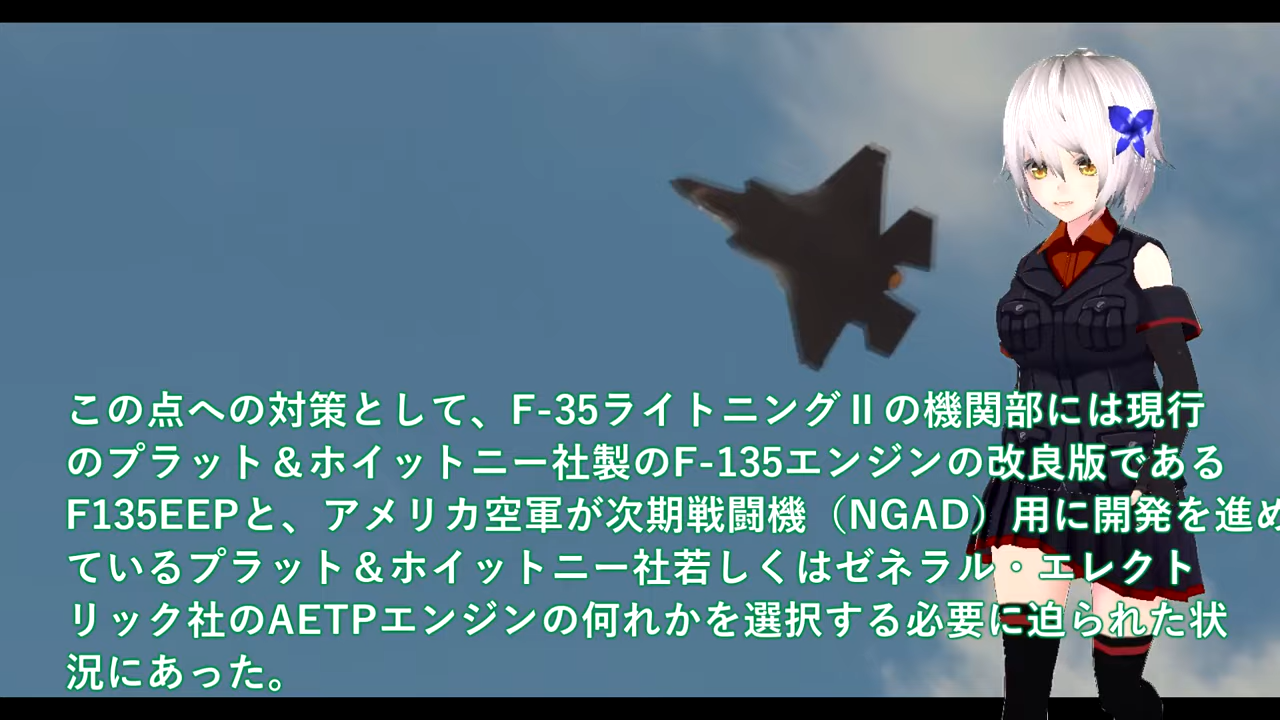 この点への対策として、F-35ライトニングⅡの機関部には現行
のプラット＆ホイットニー社製のF-135エンジンの改良版である
F135EEPと、アメリカ空軍が次期戦闘機（NGAD）用に開発を進め
ているプラット＆ホイットニー社若しくはゼネラル・エレクト
リック社のAETPエンジンの何れかを選択する必要に迫られた状
況にあった。